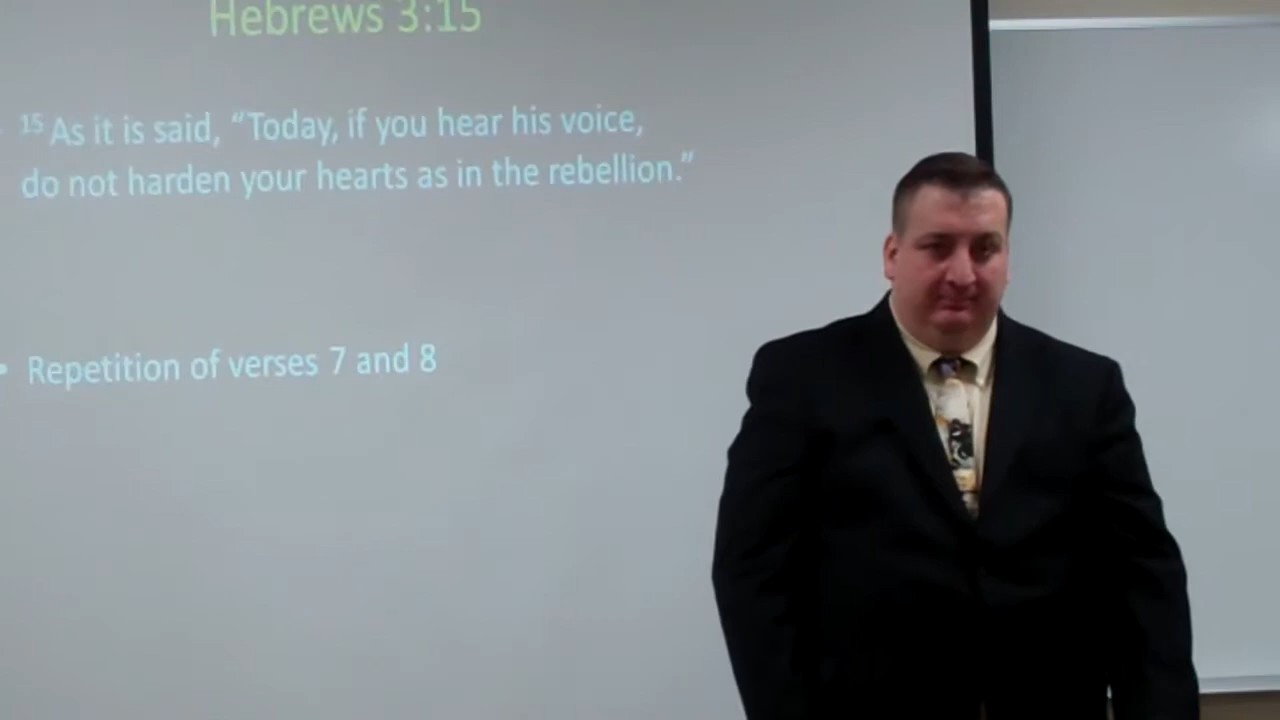 Hebrews 3:15
15 As it is said, “Today, if you hear his voice,
do not harden your hearts as in the rebellion.”
• Repetition of verses 7 and 8